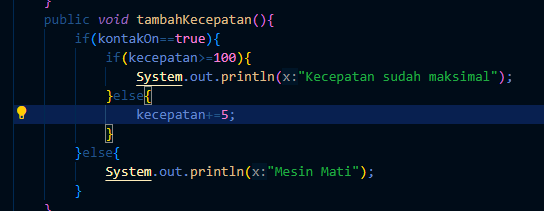 }
public void tambahKecepatan(){
if(kontakOn==true){
if(kecepatan>=100){
System.out.println(x:"Kecepatan sudah maksimal");
}else{
kecepatan+=5;
}
}else{
System.out.println(x:"Mesin Mati");
}
}